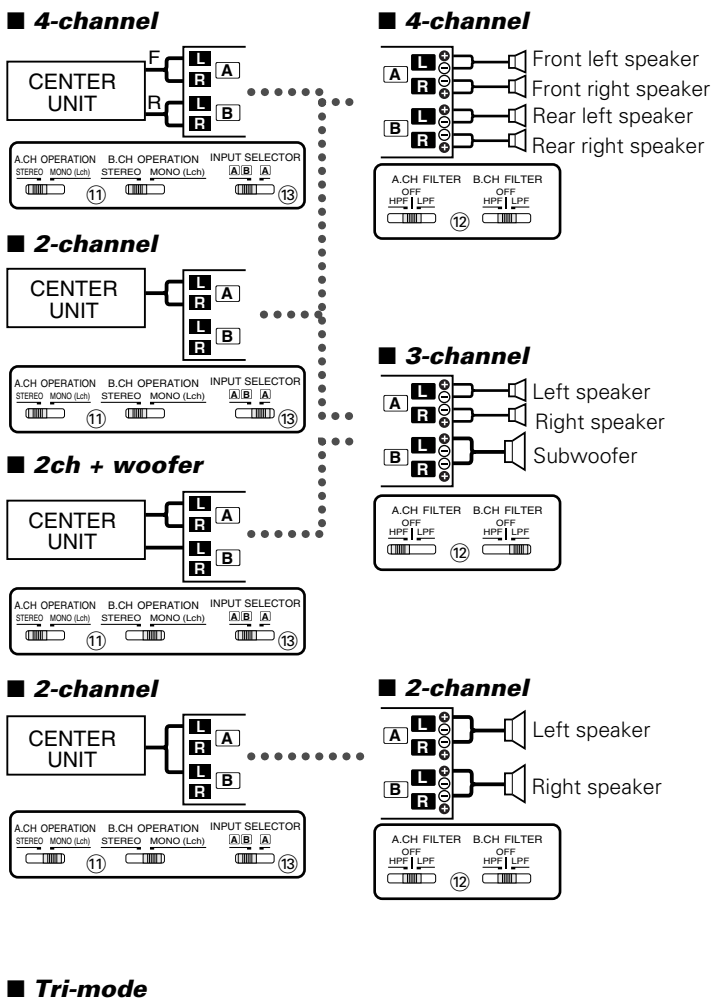 ■ 4-channel
CENTER UNIT
F
R
L
R
A
L
R
B
A.CH OPERATION B.CH OPERATION INPUT SELECTOR
STEREO MONO (Lch) STEREO MONO (Lch) A B A
⑪ ⑬
■ 4-channel
A
L
R
B
L
R
Front left speaker
Front right speaker
Rear left speaker
Rear right speaker
A.CH FILTER B.CH FILTER
OFF OFF
HPF LPF HPF LPF
⑫
■ 2-channel
CENTER UNIT
L
R
A
L
R
B
A.CH OPERATION B.CH OPERATION INPUT SELECTOR
STEREO MONO (Lch) STEREO MONO (Lch) A B A
⑪ ⑬
■ 3-channel
A
L
R
B
L
R
Left speaker
Right speaker
Subwoofer
A.CH FILTER B.CH FILTER
OFF OFF
HPF LPF HPF LPF
⑫
■ 2ch + woofer
CENTER UNIT
L
R
A
L
R
B
A.CH OPERATION B.CH OPERATION INPUT SELECTOR
STEREO MONO (Lch) STEREO MONO (Lch) A B A
⑪ ⑬
■ 2-channel
CENTER UNIT
L
R
A
L
R
B
A.CH OPERATION B.CH OPERATION INPUT SELECTOR
STEREO MONO (Lch) STEREO MONO (Lch) A B A
⑪ ⑬
■ 2-channel
A
L
R
B
L
R
Left speaker
Right speaker
A.CH FILTER B.CH FILTER
OFF OFF
HPF LPF HPF LPF
⑫
■ Tri-mode